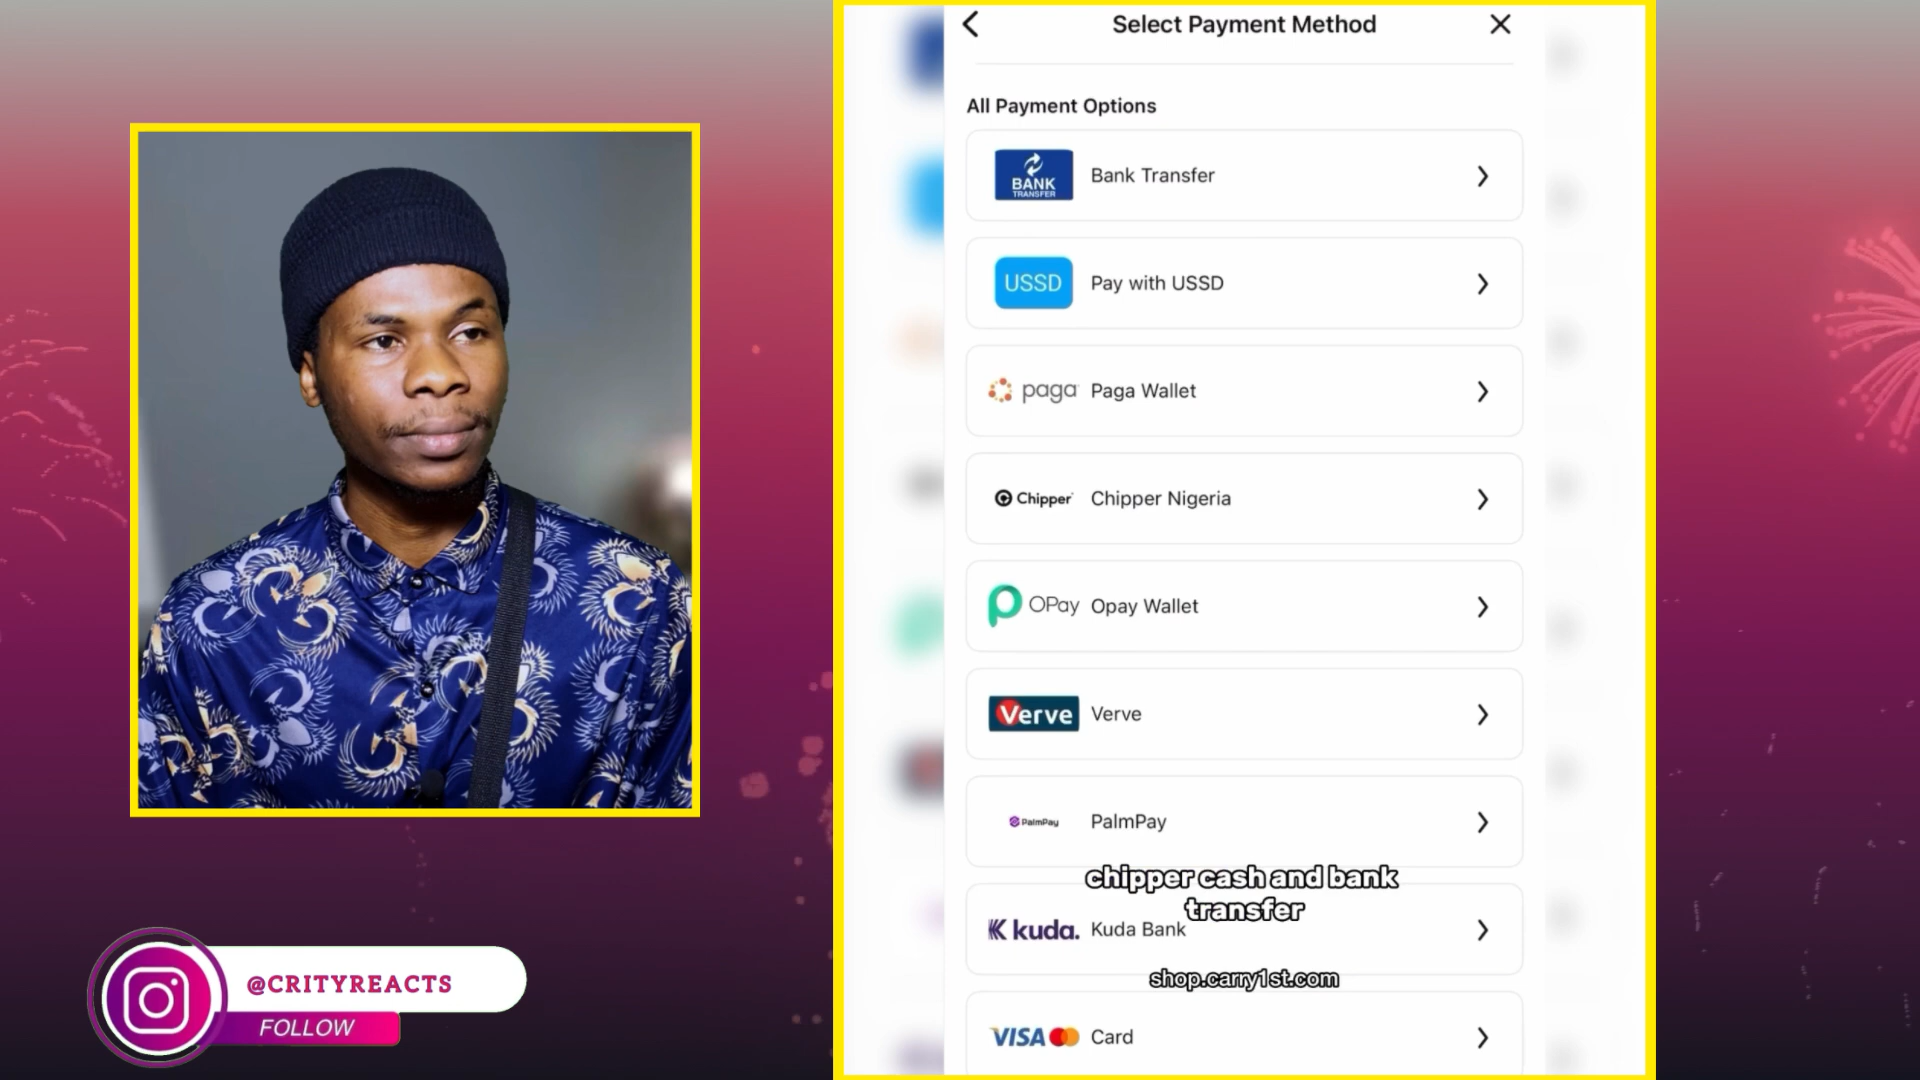 Select Payment Method
All Payment Options
BANK
TRANSFER
Bank Transfer
USSD
Pay with USSD
paga
Paga Wallet
Chipper
Chipper Nigeria
OPay
Opay Wallet
Verve
Verve
PalmPay
PalmPay
chipper cash and bank
transfer
kuda.
Kuda Bank
shop.carry1st.com
VISA
Card
@CRITYREACTS
FOLLOW